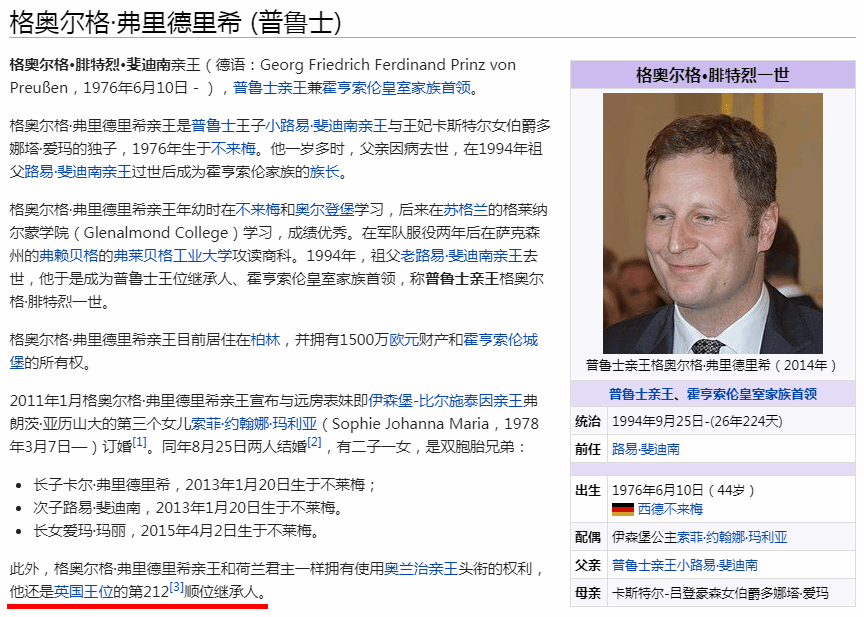 格奥尔格·弗里德里希 (普鲁士)
格奥尔格•腓特烈•斐迪南亲王（德语：Georg Friedrich Ferdinand Prinz von
Preußen，1976年6月10日－），普鲁士亲王兼霍亨索伦皇室家族首领。
格奥尔格·弗里德里希亲王是普鲁士王子小路易·斐迪南亲王与王妃卡斯特尔女伯爵多
娜塔·爱玛的独子，1976年生于不来梅。他一岁多时，父亲因病去世，在1994年祖
父路易·斐迪南亲王过世后成为霍亨索伦家族的族长。
格奥尔格·弗里德里希亲王年幼时在不来梅和奥尔登堡学习，后来在苏格兰的格莱纳
尔蒙学院（Glenalmond College）学习，成绩优秀。在军队服役两年后在萨克森
州的弗赖贝格的弗莱贝格工业大学攻读商科。1994年，祖父老路易·斐迪南亲王去
世，他于是成为普鲁士王位继承人、霍亨索伦皇室家族首领，称普鲁士亲王格奥尔
格·腓特烈一世。
格奥尔格·弗里德里希亲王目前居住在柏林，并拥有1500万欧元财产和霍亨索伦城
堡的所有权。
2011年1月格奥尔格·弗里德里希亲王宣布与远房表妹即伊森堡-比尔施泰因亲王弗
朗茨·亚历山大的第三个女儿索菲·约翰娜·玛利亚（Sophie Johanna Maria，1978
年3月7日—）订婚[1]。同年8月25日两人结婚[2]，有二子一女，是双胞胎兄弟：
• 长子卡尔·弗里德里希，2013年1月20日生于不莱梅；
• 次子路易·斐迪南，2013年1月20日生于不莱梅。
• 长女爱玛·玛丽，2015年4月2日生于不莱梅。
此外，格奥尔格·弗里德里希亲王和荷兰君主一样拥有使用奥兰治亲王头衔的权利，
他还是英国王位的第212[3]顺位继承人。
格奥尔格·腓特烈一世
普鲁士亲王格奥尔格·弗里德里希（2014年）
普鲁士亲王、霍亨索伦皇室家族首领
统治 1994年9月25日-(26年224天)
前任 路易·斐迪南
出生 1976年6月10日（44岁）
西德不来梅
配偶 伊森堡公主索菲·约翰娜·玛利亚
父亲 普鲁士亲王小路易·斐迪南
母亲 卡斯特尔-吕登豪森女伯爵多娜塔·爱玛